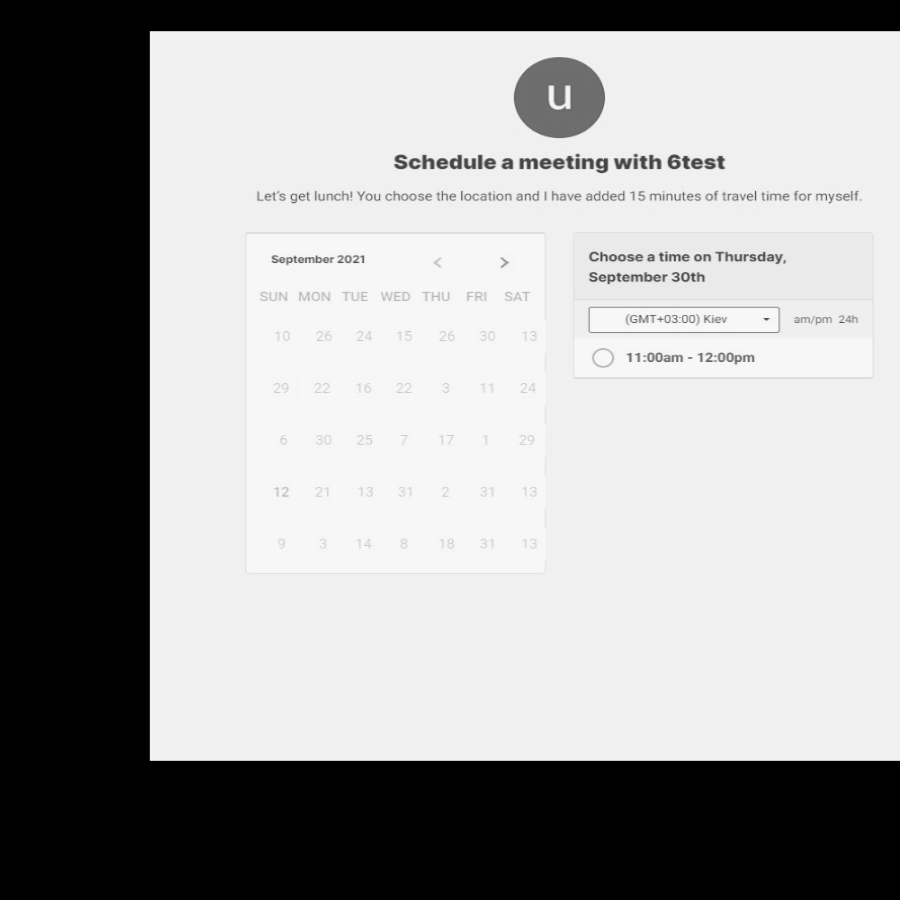 u
Schedule a meeting with 6test
Let's get lunch! You choose the location and I have added 15 minutes of travel time for myself.
September 2021 < >
SUN MON TUE WED THU FRI SAT
10 26 24 15 26 30 13
29 22 16 22 3 11 24
6 30 25 7 17 1 29
12 21 13 31 2 31 13
9 3 14 8 18 31 13
Choose a time on Thursday,
September 30th
(GMT+03:00) Kiev am/pm 24h
11:00am - 12:00pm